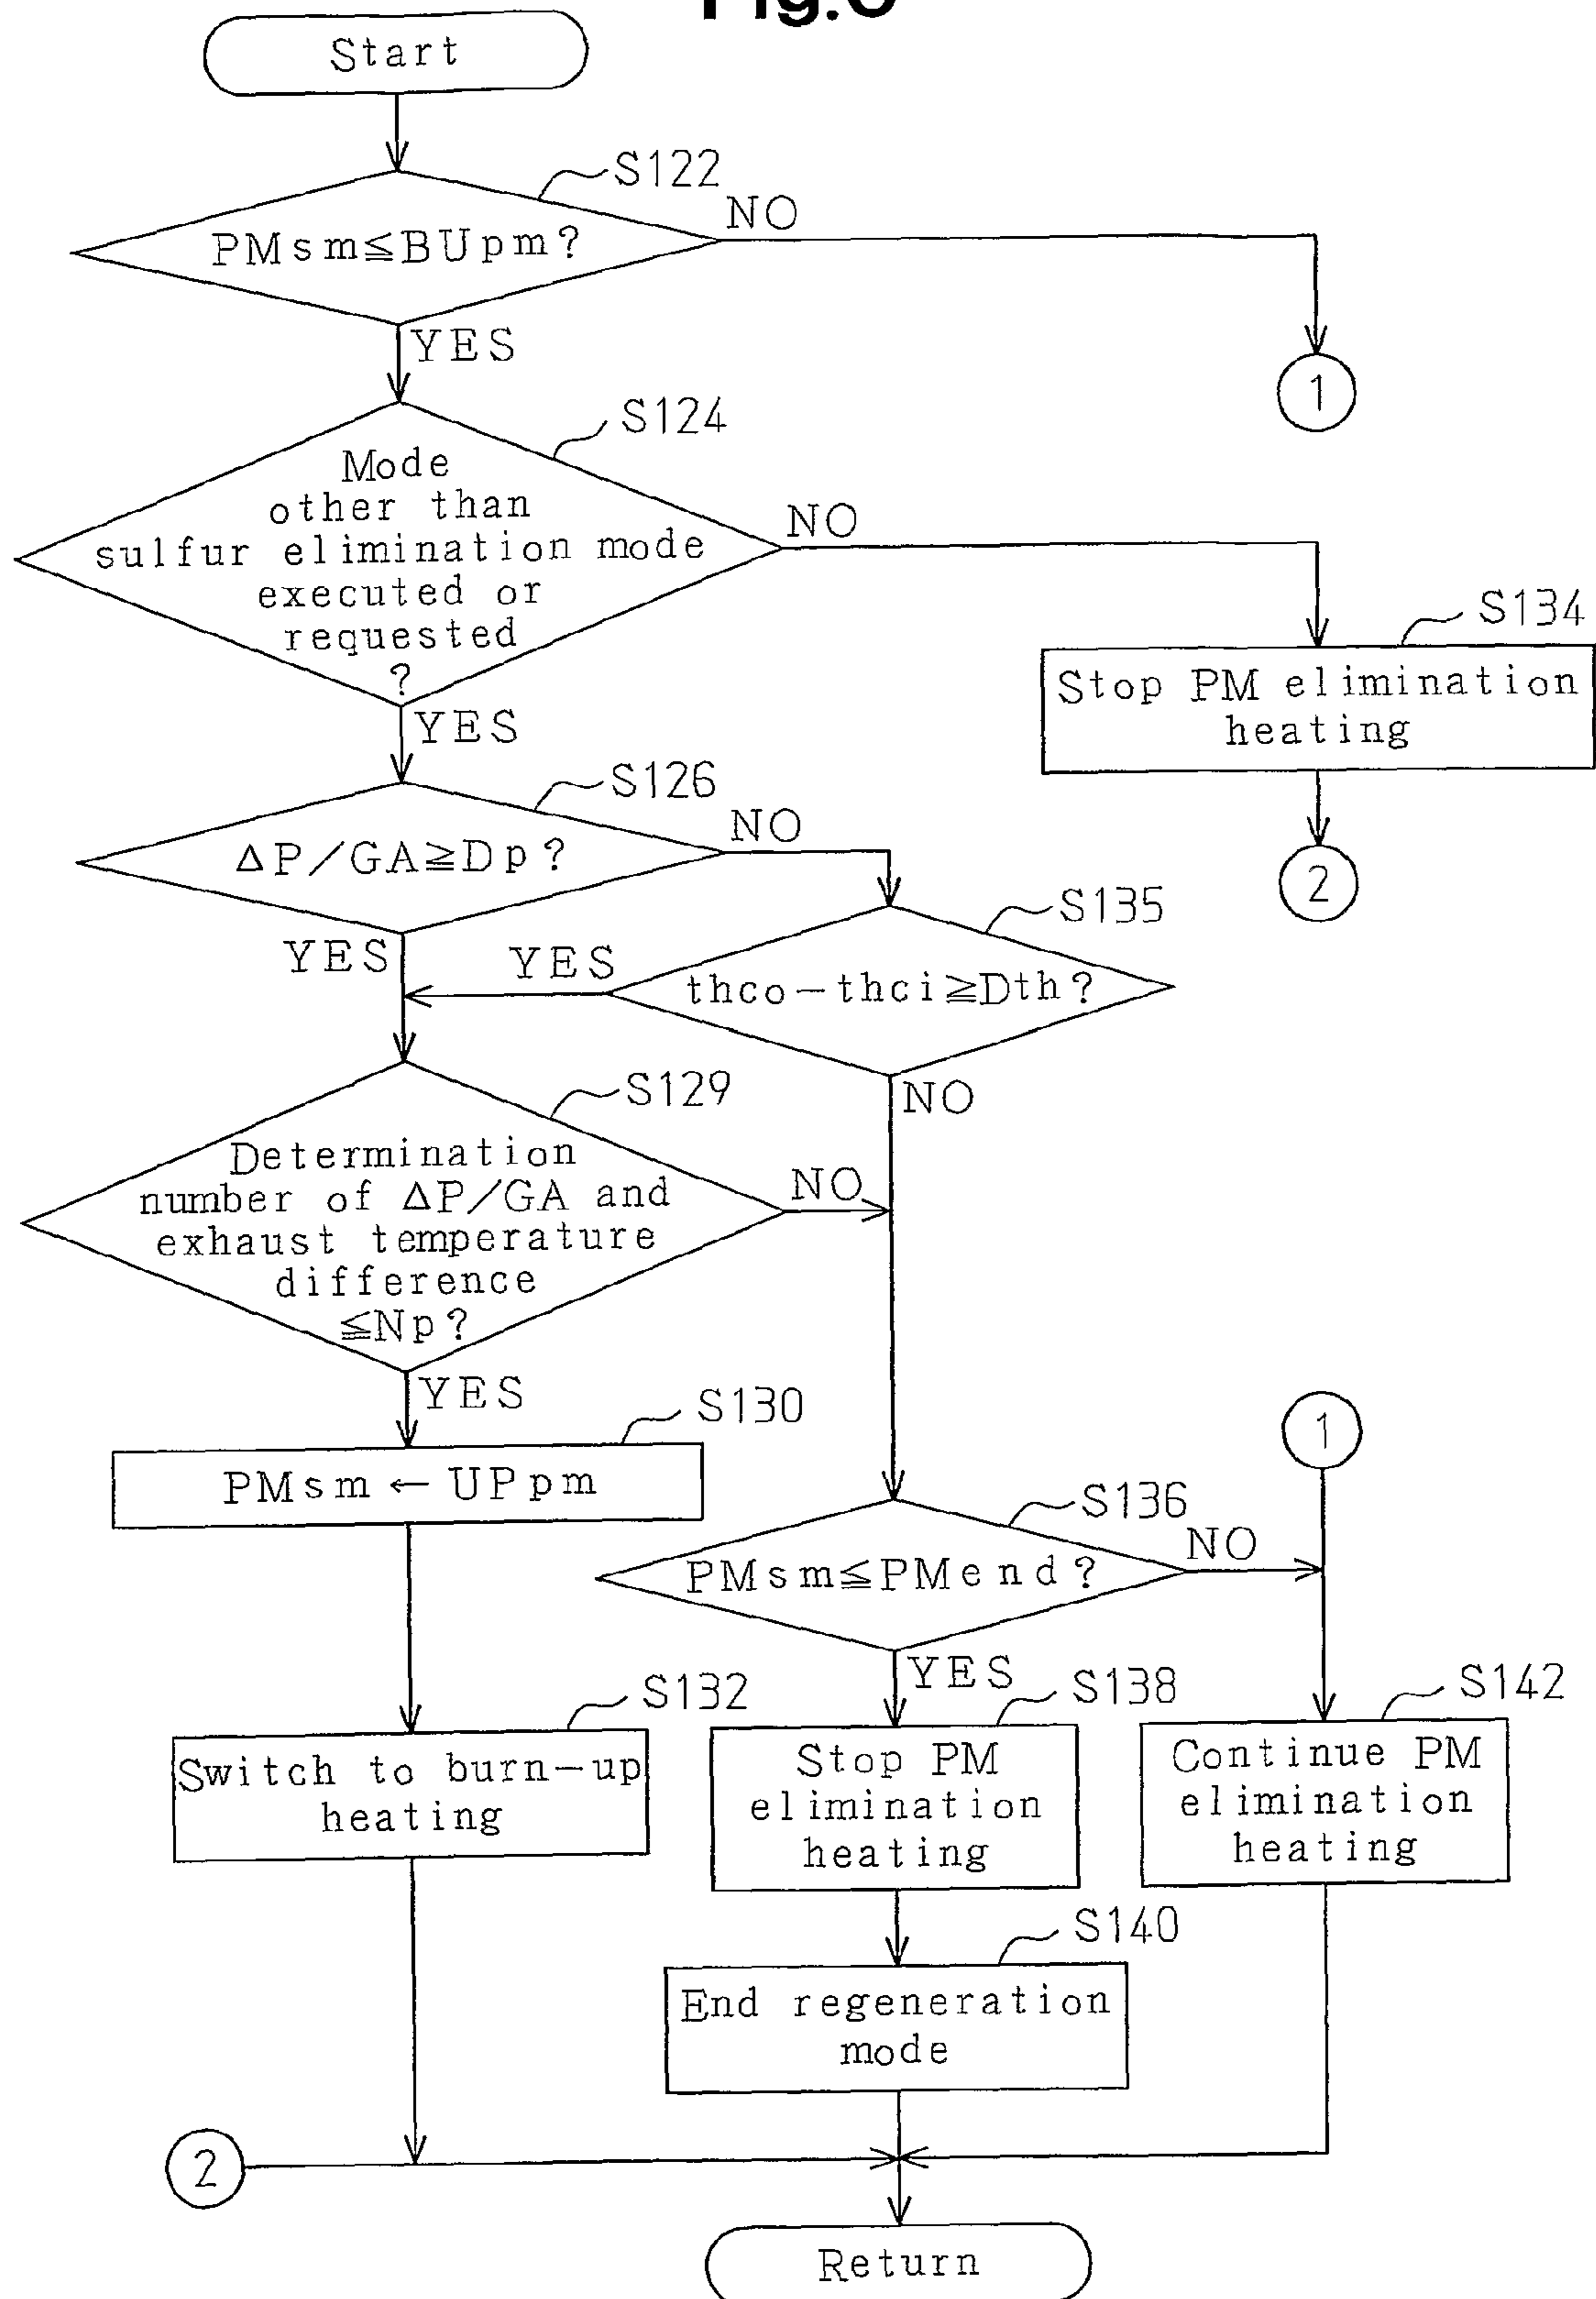 Start
S122
PMsm≦BUpm?
NO
1
YES
S124
Mode
other than
sulfur elimination mode
executed or
requested
?
NO
S134
Stop PM elimination
heating
2
YES
S126
ΔP/GA≧Dp?
NO
S135
thco-thci≧Dth?
YES
YES
NO
S129
Determination
number of ΔP/GA and
exhaust temperature
difference
≦Np?
NO
YES
S130
PMsm ← UPpm
1
S136
PMsm≦PMend?
NO
YES
S132
Switch to burn-up
heating
S138
Stop PM
elimination
heating
S142
Continue PM
elimination
heating
S140
End regeneration
mode
2
Return